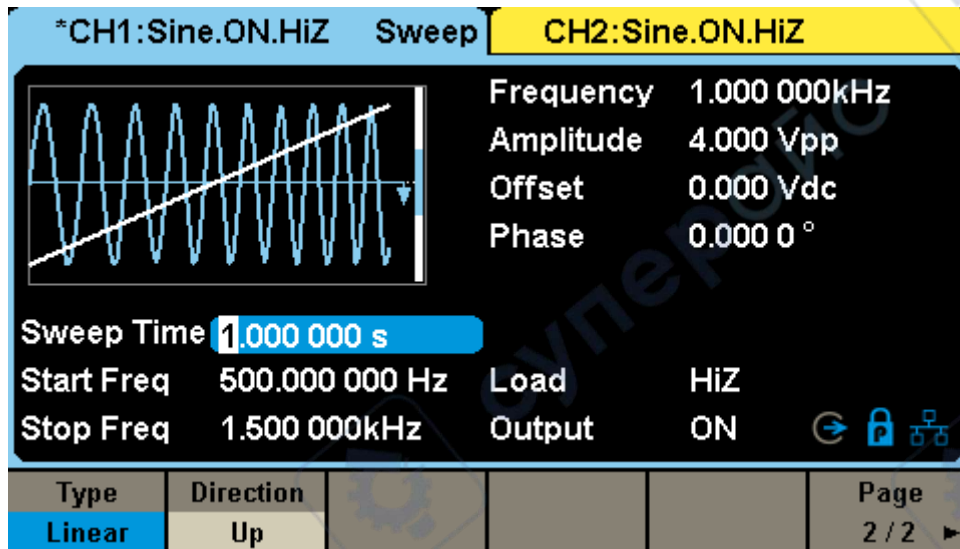 *CH1:Sine.ON.HiZ Sweep CH2:Sine.ON.HiZ
Frequency 1.000 000kHz
Amplitude 4.000 Vpp
Offset 0.000 Vdc
Phase 0.000 0 °
Sweep Time 1.000 000 s
Start Freq 500.000 000 Hz Load HiZ
Stop Freq 1.500 000kHz Output ON
Type Direction Page
Linear Up 2 / 2
суперайс